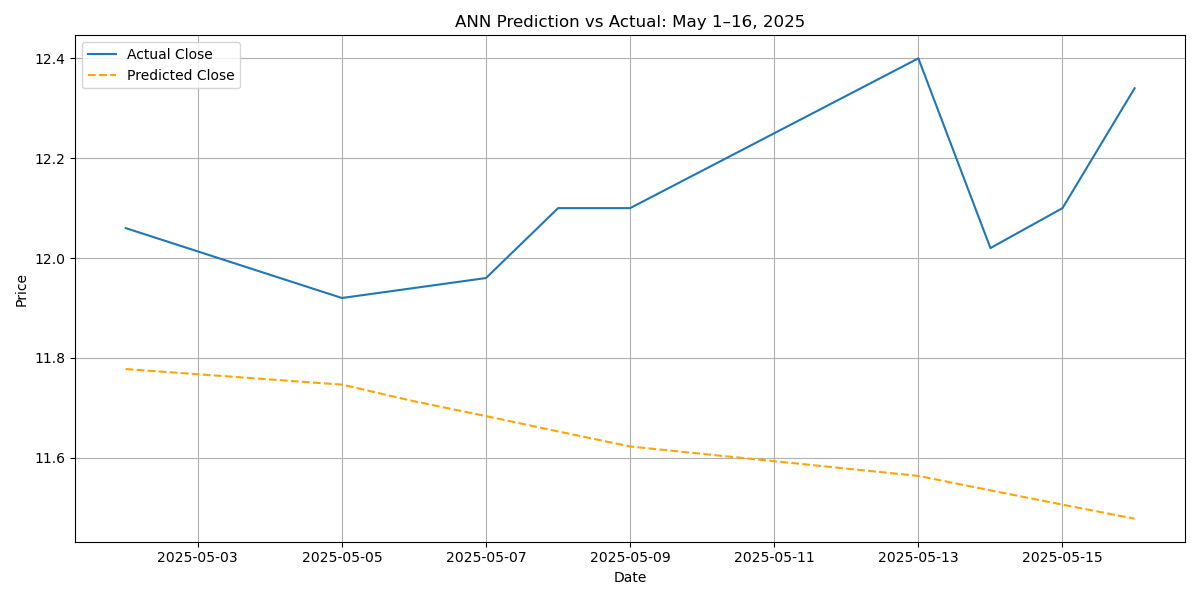 ANN Prediction vs Actual: May 1–16, 2025
Actual Close
Predicted Close
Price
12.4
12.2
12.0
11.8
11.6
2025-05-03
2025-05-05
2025-05-07
2025-05-09
2025-05-11
2025-05-13
2025-05-15
Date